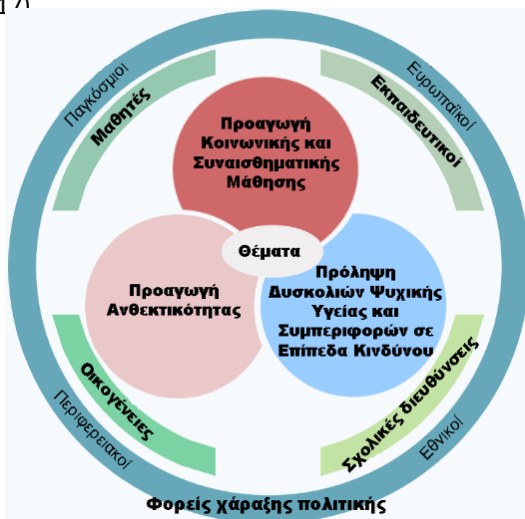 Παγκόσμιοι
Ευρωπαϊκοί
Μαθητές
Εκπαιδευτικοί
Προαγωγή
Κοινωνικής και
Συναισθηματικής
Μάθησης
Θέματα
Προαγωγή
Ανθεκτικότητας
Πρόληψη
Δυσκολιών Ψυχικής
Υγείας και
Συμπεριφορών σε
Επίπεδα Κινδύνου
Οικογένειες
Σχολικές διευθύνσεις
Περιφερειακοί
Εθνικοί
Φορείς χάραξης πολιτικής